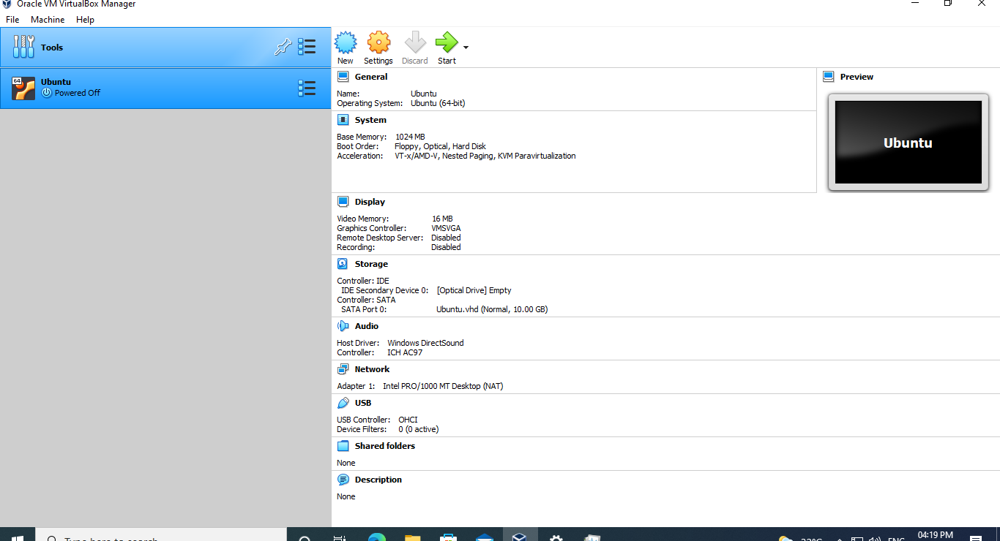 Oracle VM VirtualBox Manager
File Machine Help
Tools
64
Ubuntu
Powered Off
New Settings Discard Start
General
Name: Ubuntu
Operating System: Ubuntu (64-bit)
System
Base Memory: 1024 MB
Boot Order: Floppy, Optical, Hard Disk
Acceleration: VT-x/AMD-V, Nested Paging, KVM Paravirtualization
Preview
Ubuntu
Display
Video Memory: 16 MB
Graphics Controller: VMSVGA
Remote Desktop Server: Disabled
Recording: Disabled
Storage
Controller: IDE
IDE Secondary Device 0: [Optical Drive] Empty
Controller: SATA
SATA Port 0: Ubuntu.vhd (Normal, 10.00 GB)
Audio
Host Driver: Windows DirectSound
Controller: ICH AC97
Network
Adapter 1: Intel PRO/1000 MT Desktop (NAT)
USB
USB Controller: OHCI
Device Filters: 0 (0 active)
Shared folders
None
Description
None
Type here to search
ENG
04:19 PM